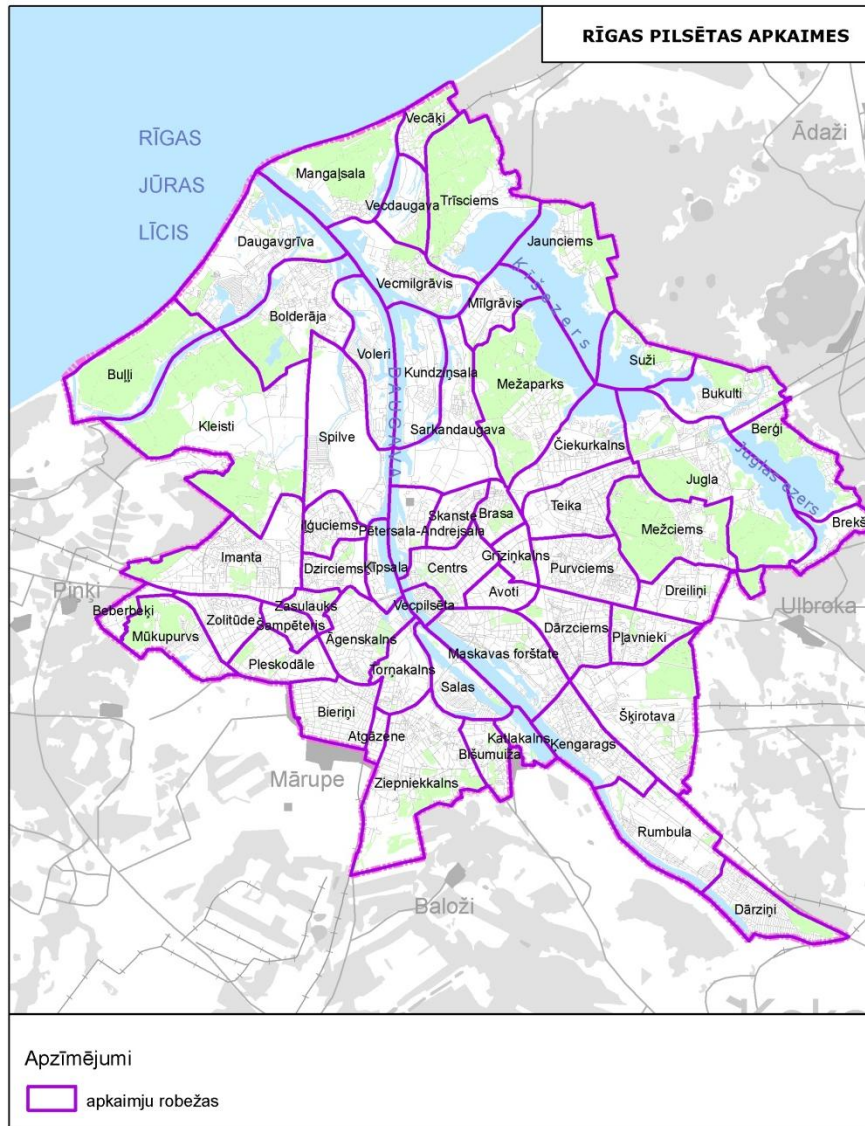 RĪGAS PILSĒTAS APKAIMES
Ādaži
RĪGAS
JŪRAS
LĪCIS
Vecāķi
Mangaļsala
Vecdaugava
Trīsciems
Daugavgrīva
Jaunciems
Vecmīlgrāvis
Mīlgrāvis
Ķīšezers
Bolderāja
Voleri
Kundziņsala
Suži
Buļļi
Mežaparks
Bukulti
Kleisti
DAUGAVA
Spilve
Sarkandaugava
Berģi
Čiekurkalns
Juglas ezers
Jugla
Skanste
Brasa
Teika
Iļģuciems
Pētersala-Andrejsala
Mežciems
Imanta
Grīziņkalns
Dzirciems
Ķīpsala
Centrs
Purvciems
Piņķi
Avoti
Dreiliņi
Beberbeķi
Zasulauks
Vecpilsēta
Ulbroka
Mūkupurvs
Zolitūde
Šampēteris
Āgenskalns
Dārzciems
Pļavnieki
Pleskodāle
Torņakalns
Maskavas forštate
Salas
Bieriņi
Šķirotava
Atgāzene
Katlakalns
Ķengarags
Bišumuiža
Mārupe
Ziepniekkalns
Rumbula
Baloži
Dārziņi
Apzīmējumi
apkaimju robežas